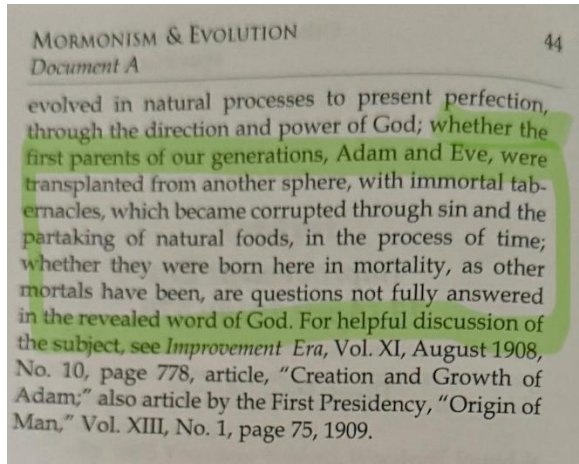 MORMONISM & EVOLUTION
44
Document A
evolved in natural processes to present perfection,
through the direction and power of God; whether the
first parents of our generations, Adam and Eve, were
transplanted from another sphere, with immortal tab-
ernacles, which became corrupted through sin and the
partaking of natural foods, in the process of time;
whether they were born here in mortality, as other
mortals have been, are questions not fully answered
in the revealed word of God. For helpful discussion of
the subject, see Improvement Era, Vol. XI, August 1908,
No. 10, page 778, article, “Creation and Growth of
Adam;” also article by the First Presidency, “Origin of
Man,” Vol. XIII, No. 1, page 75, 1909.